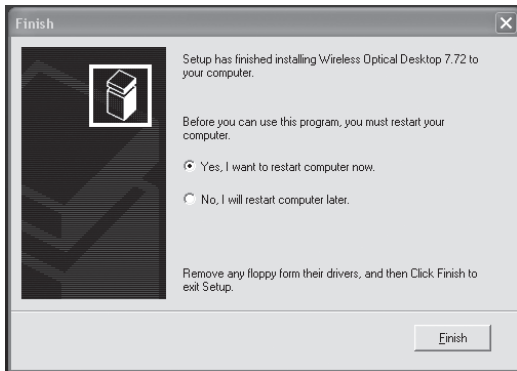 Finish
Setup has finished installing Wireless Optical Desktop 7.72 to
your computer.
Before you can use this program, you must restart your
computer.
Yes, I want to restart computer now.
No, I will restart computer later.
Remove any floppy form their drivers, and then Click Finish to
exit Setup.
Finish